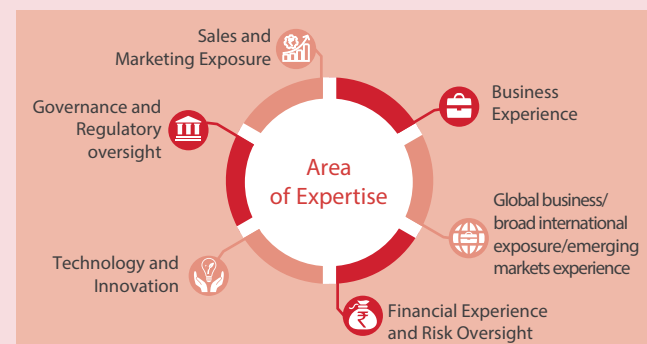 Sales and
Marketing Exposure
Governance and
Regulatory
oversight
Technology and
Innovation
Area
of Expertise
Business
Experience
Global business/
broad international
exposure/emerging
markets experience
₹
Financial Experience
and Risk Oversight